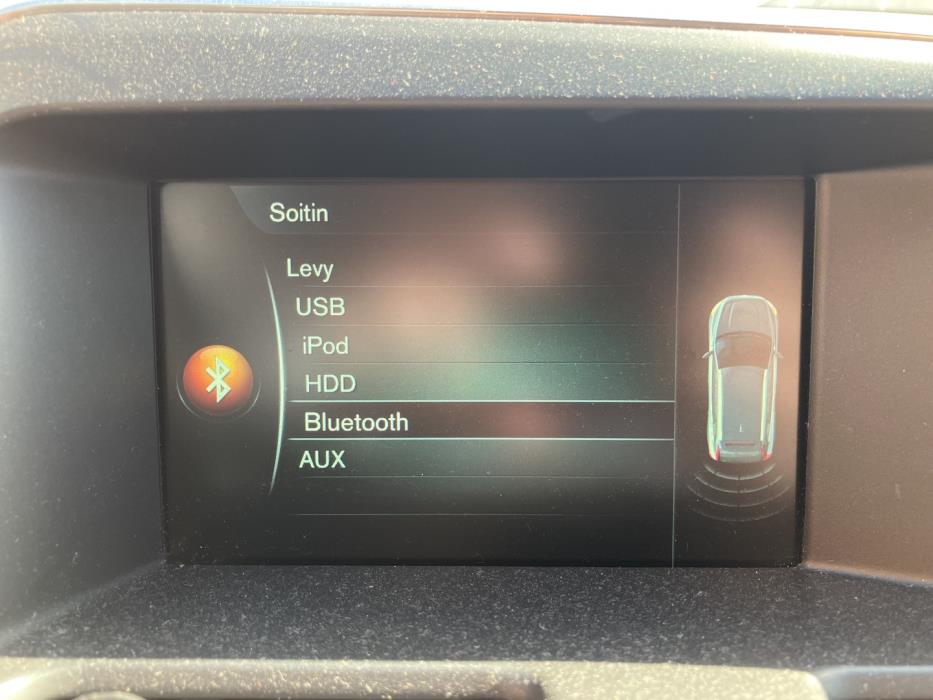 Soitin
Levy
USB
iPod
HDD
Bluetooth
AUX